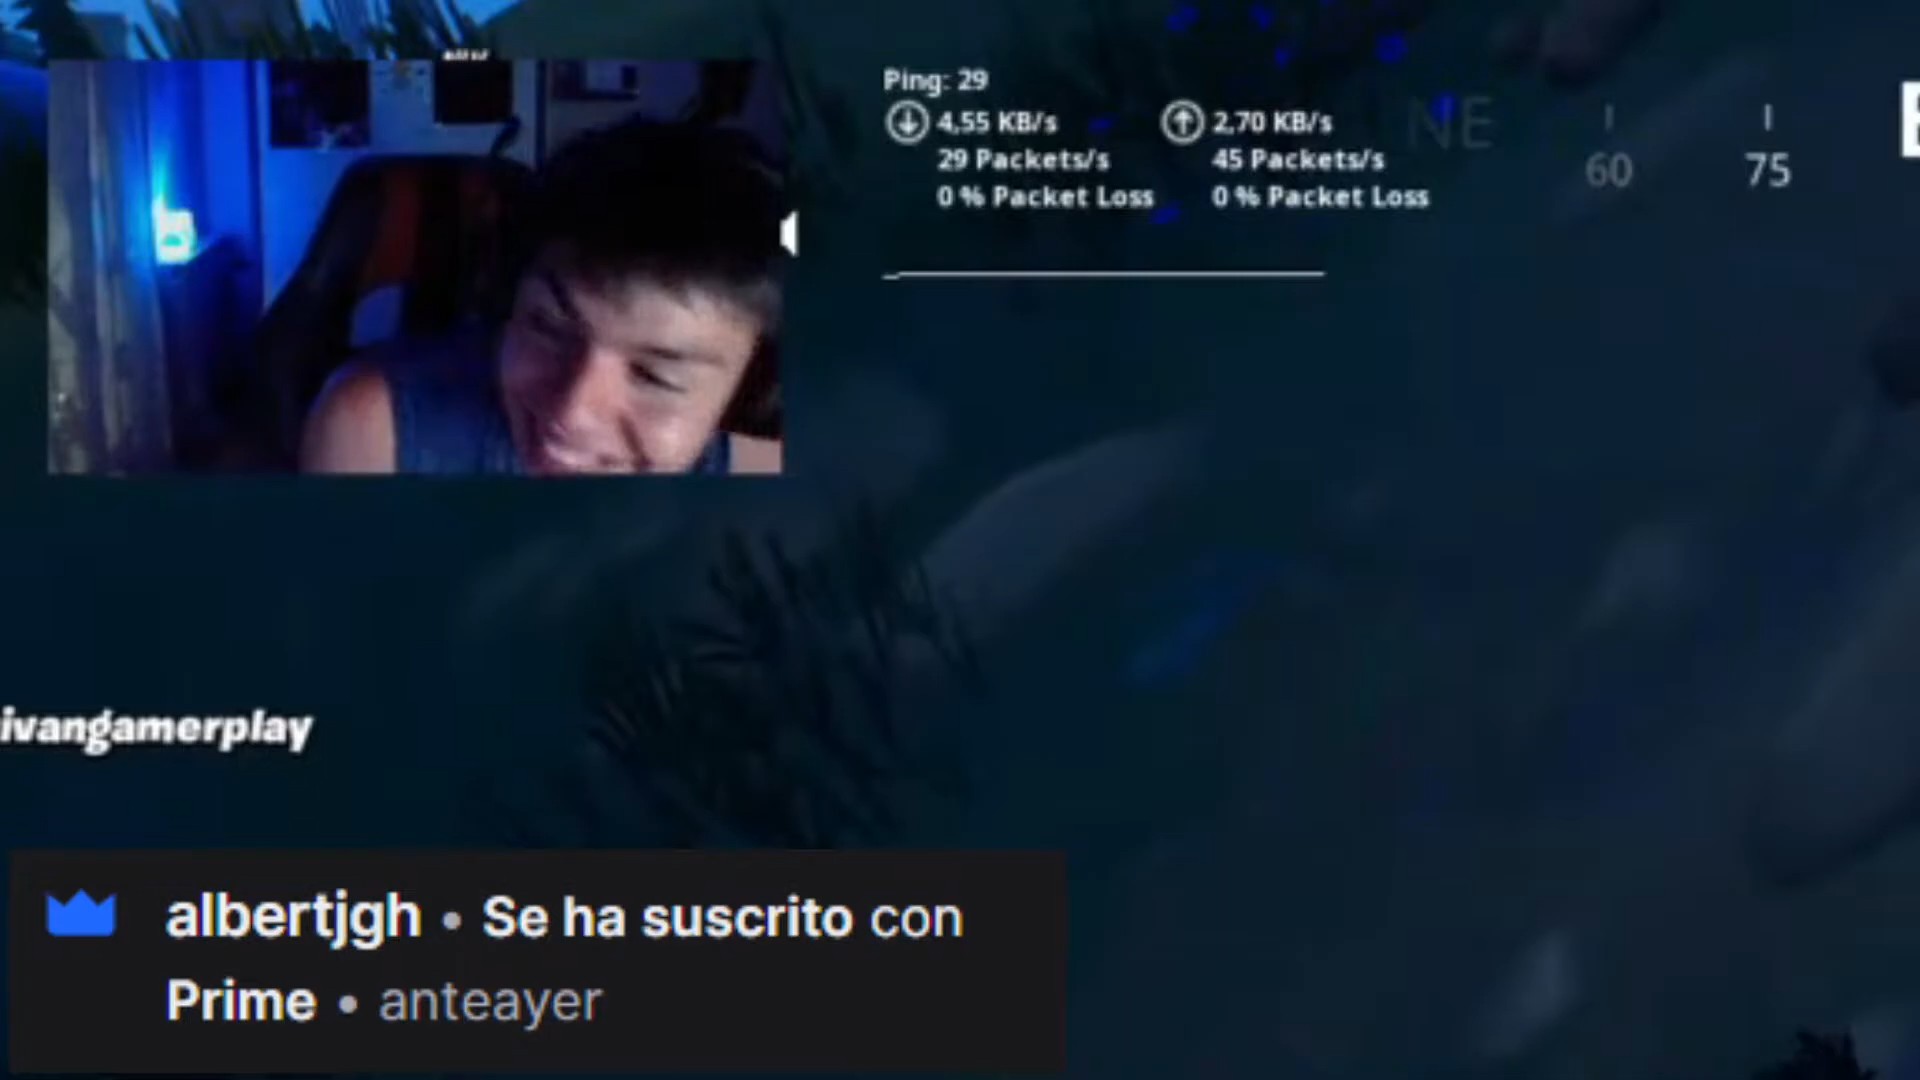 Ping: 29
4,55 KB/s
2,70 KB/s
29 Packets/s
45 Packets/s
0 % Packet Loss
0 % Packet Loss
NE
60
75
ivangamerplay
albertjgh • Se ha suscrito con
Prime • anteayer